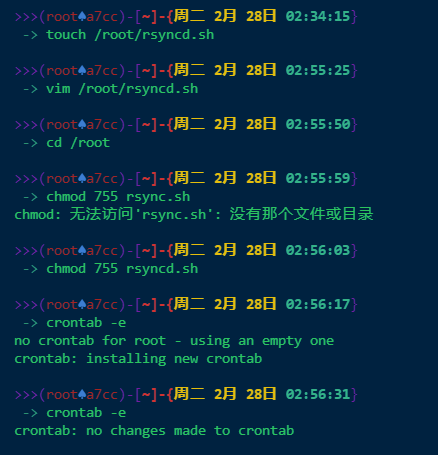 >>>(root♠a7cc)-[~]-{周二 2月 28日 02:34:15}
-> touch /root/rsyncd.sh
>>>(root♠a7cc)-[~]-{周二 2月 28日 02:55:25}
-> vim /root/rsyncd.sh
>>>(root♠a7cc)-[~]-{周二 2月 28日 02:55:50}
-> cd /root
>>>(root♠a7cc)-[~]-{周二 2月 28日 02:55:59}
-> chmod 755 rsync.sh
chmod: 无法访问'rsync.sh': 没有那个文件或目录
>>>(root♠a7cc)-[~]-{周二 2月 28日 02:56:03}
-> chmod 755 rsyncd.sh
>>>(root♠a7cc)-[~]-{周二 2月 28日 02:56:17}
-> crontab -e
no crontab for root - using an empty one
crontab: installing new crontab
>>>(root♠a7cc)-[~]-{周二 2月 28日 02:56:31}
-> crontab -e
crontab: no changes made to crontab